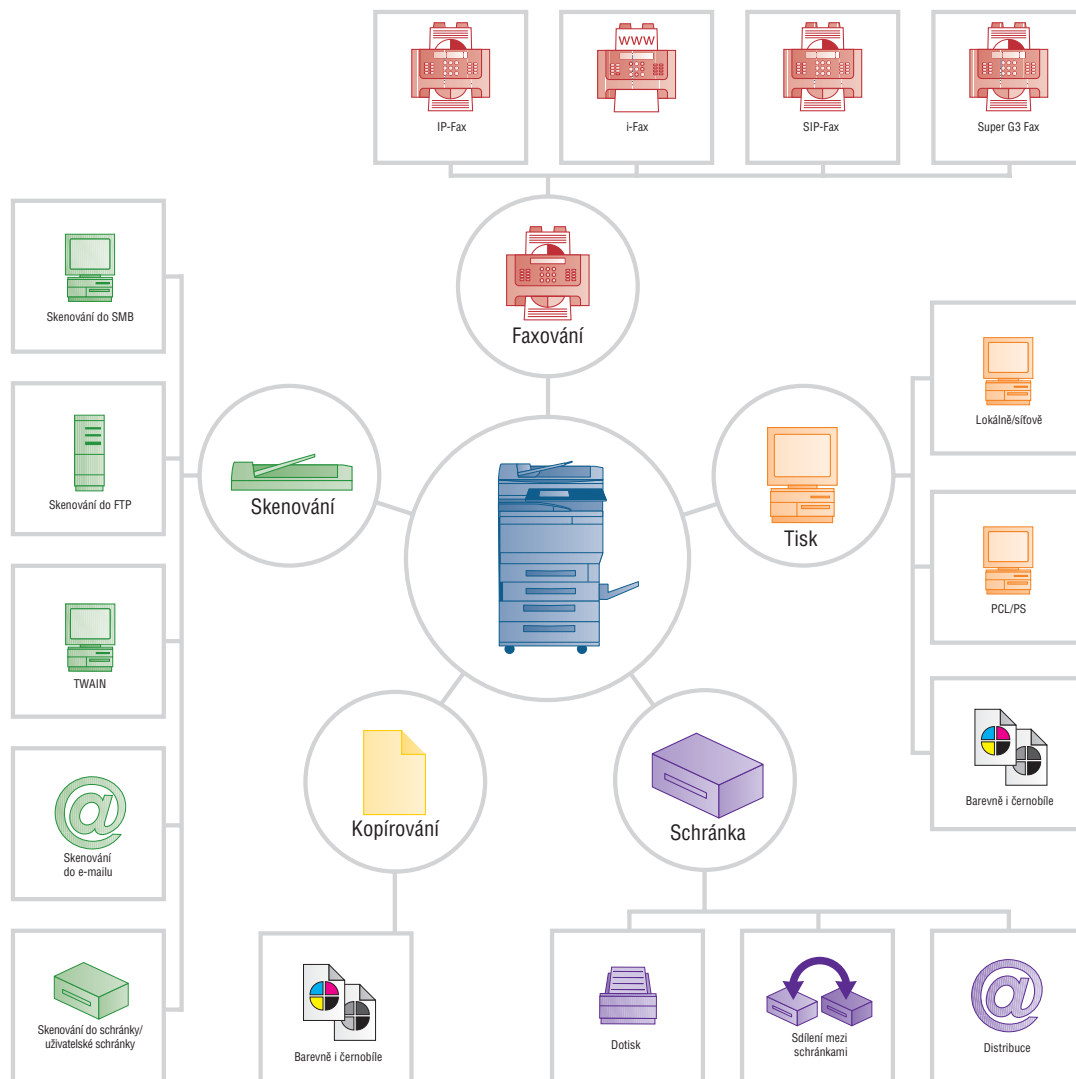 IP-Fax
WWW
i-Fax
SIP-Fax
Super G3 Fax
Faxování
Skenování do SMB
Skenování do FTP
TWAIN
Skenování
do e-mailu
Skenování do schránky/
uživatelské schránky
Skenování
Tisk
Lokálně/síťově
PCL/PS
Barevně i černobíle
Kopírování
Barevně i černobíle
Schránka
Dotisk
Sdílení mezi
schránkami
Distribuce